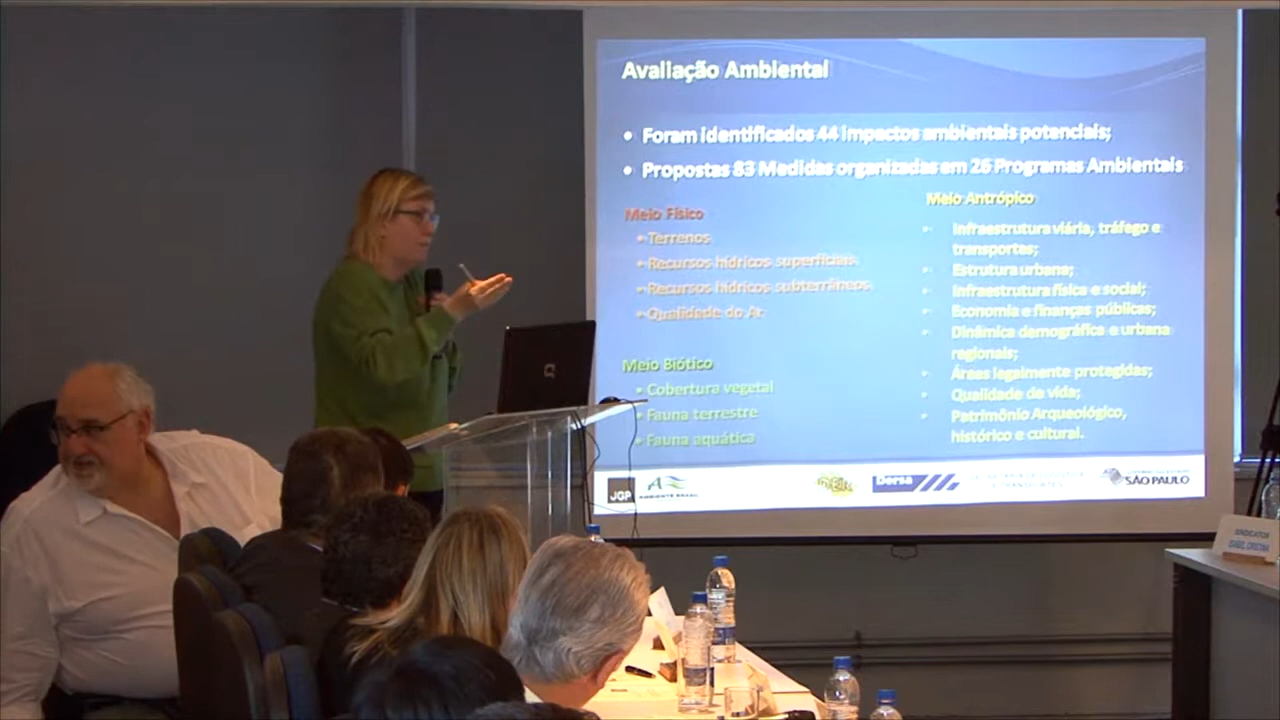 Avaliação Ambiental
• Foram identificados 44 impactos ambientais potenciais;
• Propostas 83 Medidas organizadas em 26 Programas Ambientais
Meio Físico
• Terrenos
• Recursos hídricos superficiais
• Recursos hídricos subterrâneos
• Qualidade do Ar
Meio Biótico
• Cobertura vegetal
• Fauna terrestre
• Fauna aquática
Meio Antrópico
Infraestrutura viária, tráfego e
transportes;
Estrutura urbana;
Infraestrutura física e social;
Economia e finanças públicas;
Dinâmica demográfica e urbana
regionais;
Áreas legalmente protegidas;
Qualidade de vida;
Patrimônio Arqueológico,
histórico e cultural.
JGP
AMBIENTE BRASIL
Dersa
SÃO PAULO